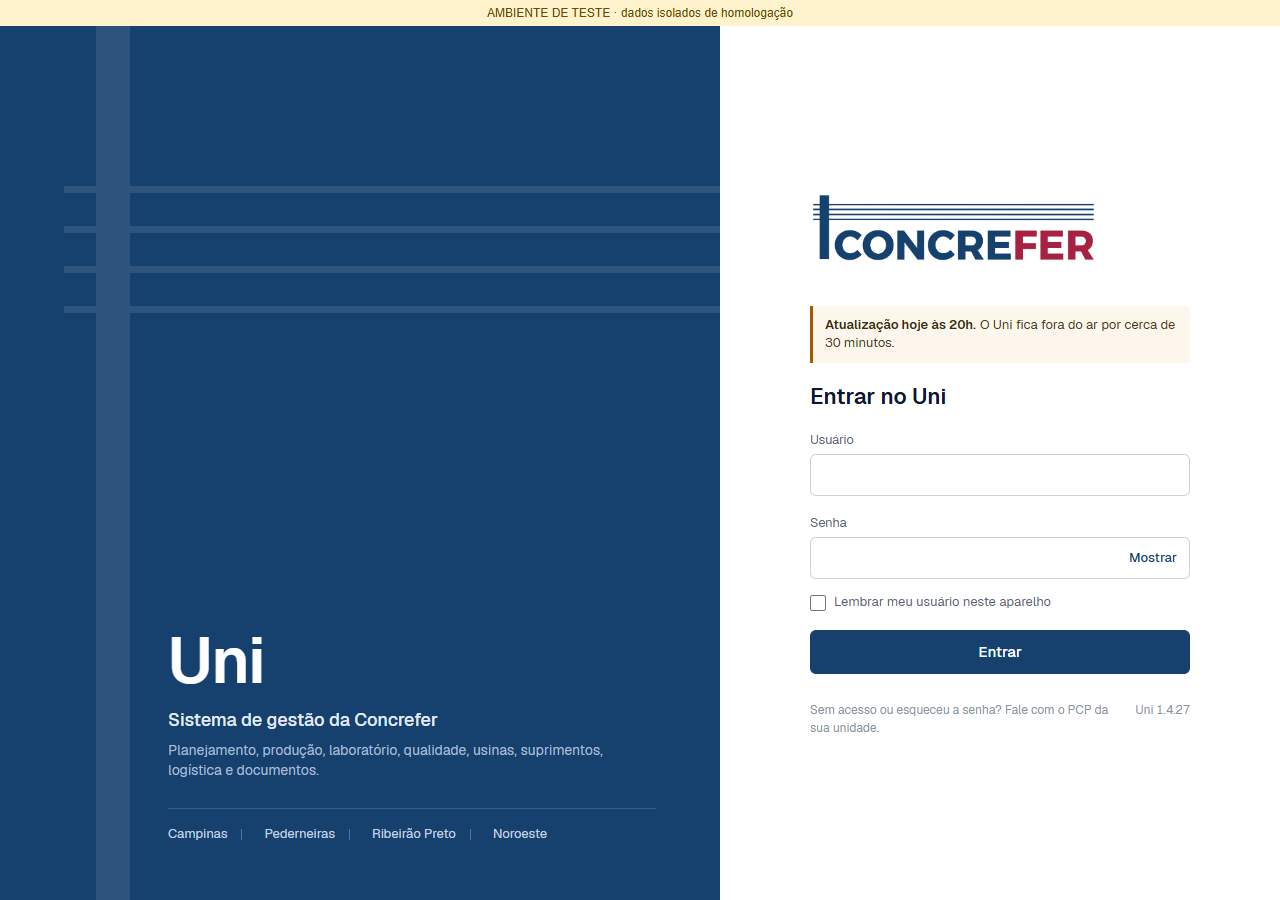 AMBIENTE DE TESTE · dados isolados de homologação
CONCREFER
Atualização hoje às 20h. O Uni fica fora do ar por cerca de
30 minutos.
Entrar no Uni
Usuário
Senha
Mostrar
Lembrar meu usuário neste aparelho
Entrar
Sem acesso ou esqueceu a senha? Fale com o PCP da
sua unidade.
Uni 1.4.27
Uni
Sistema de gestão da Concrefer
Planejamento, produção, laboratório, qualidade, usinas, suprimentos,
logística e documentos.
Campinas | Pederneiras | Ribeirão Preto | Noroeste